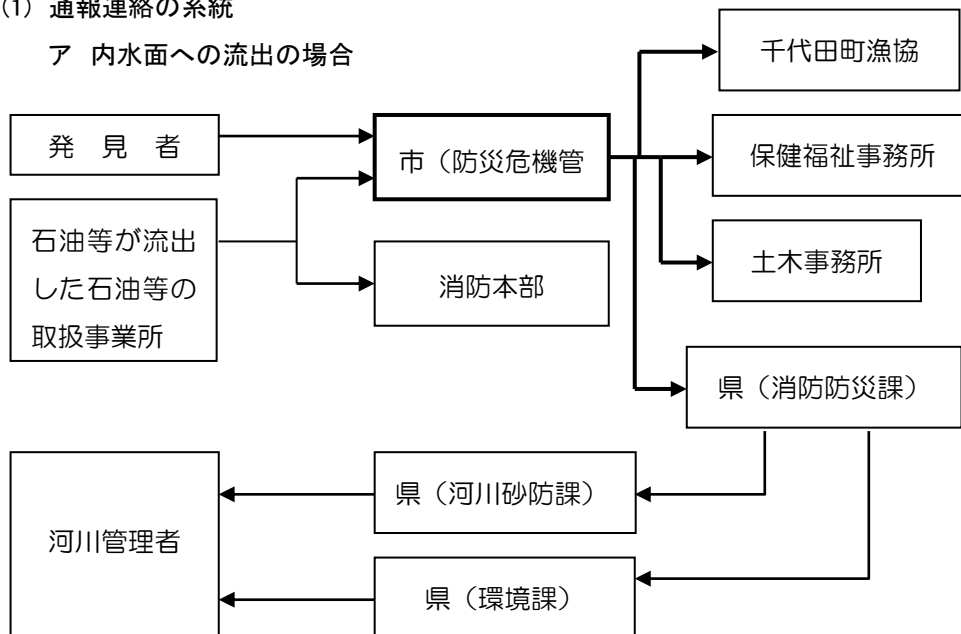 (1) 通報連絡の系統
ア 内水面への流出の場合
千代田町漁協
発 見 者
市（防災危機管
保健福祉事務所
石油等が流出
した石油等の
取扱事業所
消防本部
土木事務所
県（消防防災課）
河川管理者
県（河川砂防課）
県（環境課）